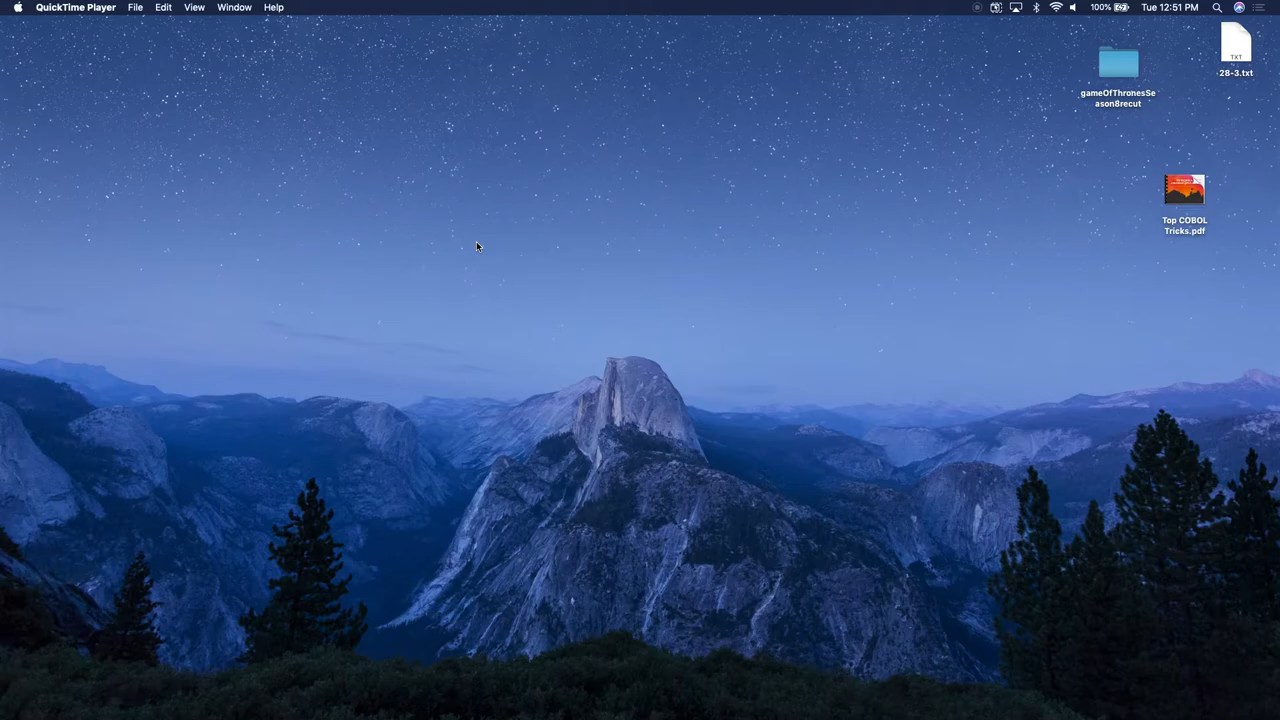 QuickTime Player File Edit View Window Help 100% Tue 12:51 PM
TXT
28-3.txt
gameOfThronesSe
ason8recut
Top COBOL
Tricks.pdf